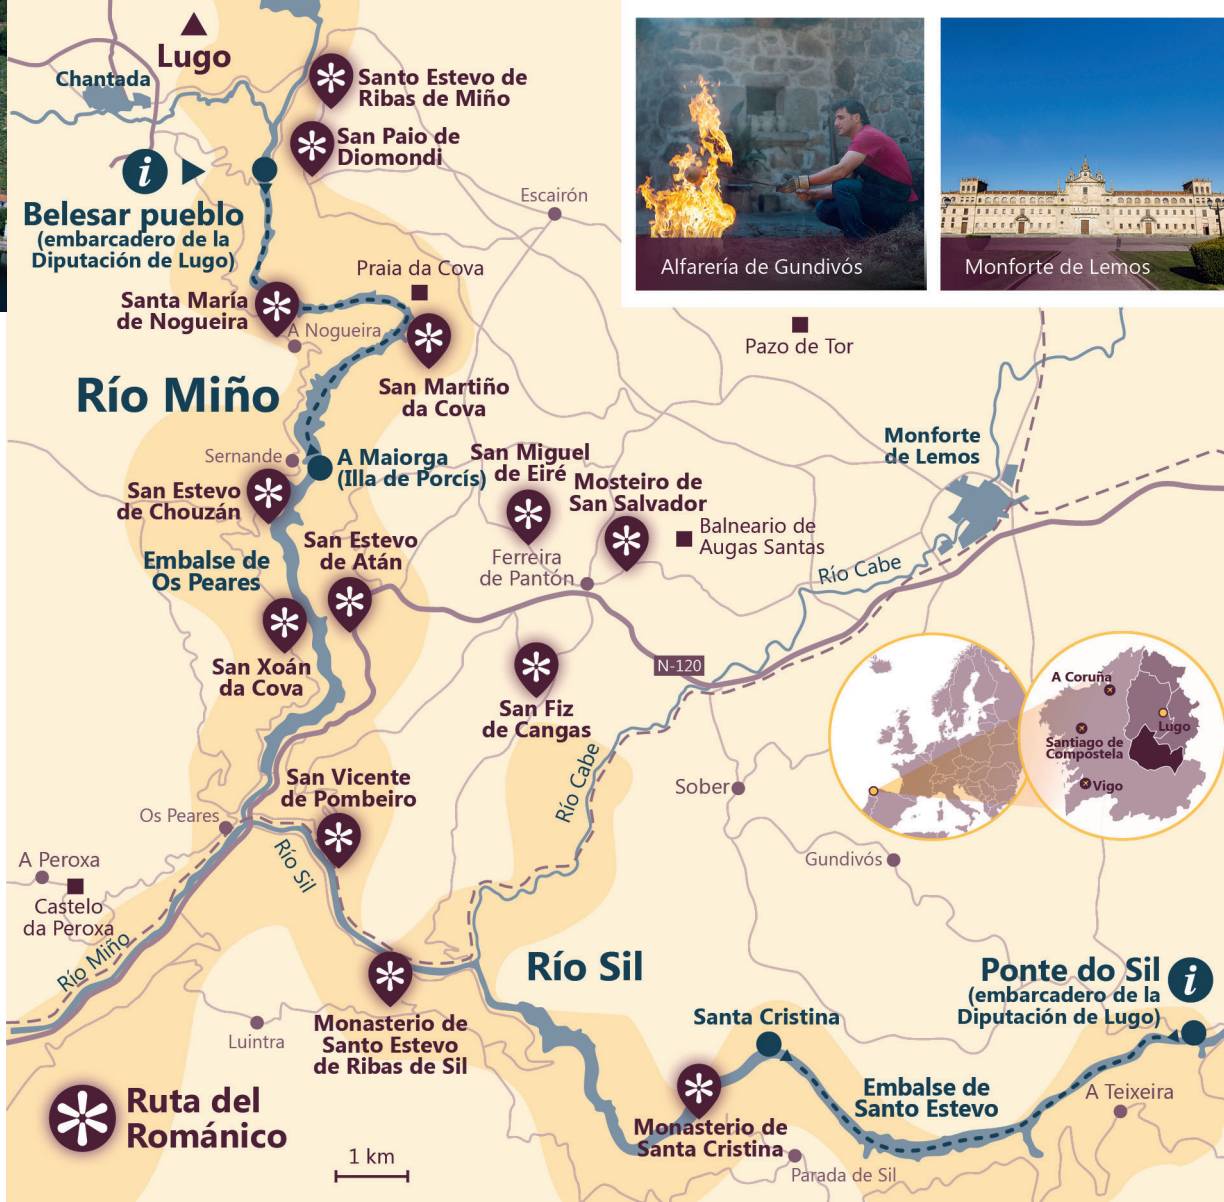 Lugo
Chantada
Santo Estevo de
Ribas de Miño
San Paio de
Diomondi
i
Belesar pueblo
(embarcadero de la
Diputación de Lugo)
Escairón
Alfarería de Gundivós
Monforte de Lemos
Praia da Cova
Santa María
de Nogueira
A Nogueira
Pazo de Tor
Río Miño
San Martiño
da Cova
Monforte
de Lemos
Sernande
A Maiorga
(Illa de Porcís)
San Miguel
de Eiré
Mosteiro de
San Salvador
San Estevo
de Chouzán
Balneario de
Augas Santas
San Estevo
de Atán
Embalse de
Os Peares
Ferreira
de Pantón
Río Cabe
San Xoán
da Cova
N-120
San Fiz
de Cangas
A Coruña
Lugo
Santiago de
Compostela
Vigo
Río Cabe
San Vicente
de Pombeiro
Sober
Os Peares
Río Sil
Gundivós
A Peroxa
Castelo
da Peroxa
Río Miño
Río Sil
Ponte do Sil
(embarcadero de la
Diputación de Lugo)
i
Santa Cristina
Luintra
Monasterio de
Santo Estevo
de Ribas de Sil
Embalse de
Santo Estevo
A Teixeira
Ruta del
Románico
Monasterio de
Santa Cristina
1 km
Parada de Sil